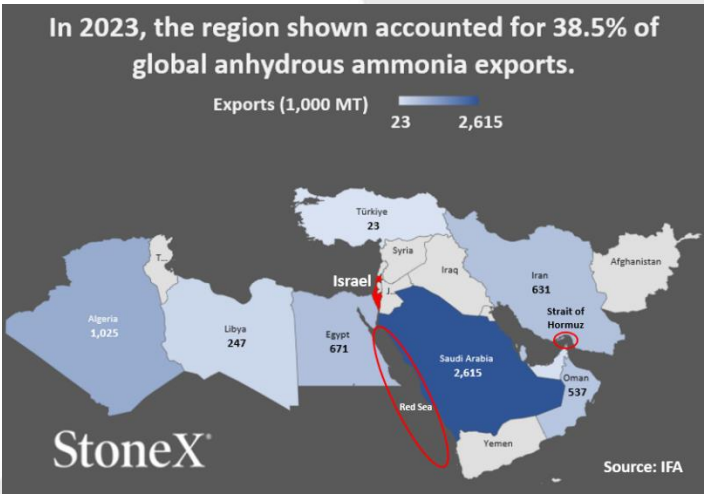 In 2023, the region shown accounted for 38.5% of
global anhydrous ammonia exports.
Exports (1,000 MT)
23 2,615
Türkiye
23
T...
Syria
Iraq
Afghanistan
Israel
J...
Iran
631
Strait of
Hormuz
Algeria
1,025
Libya
247
Egypt
671
Saudi Arabia
2,615
Oman
537
Red Sea
Yemen
StoneX®
Source: IFA